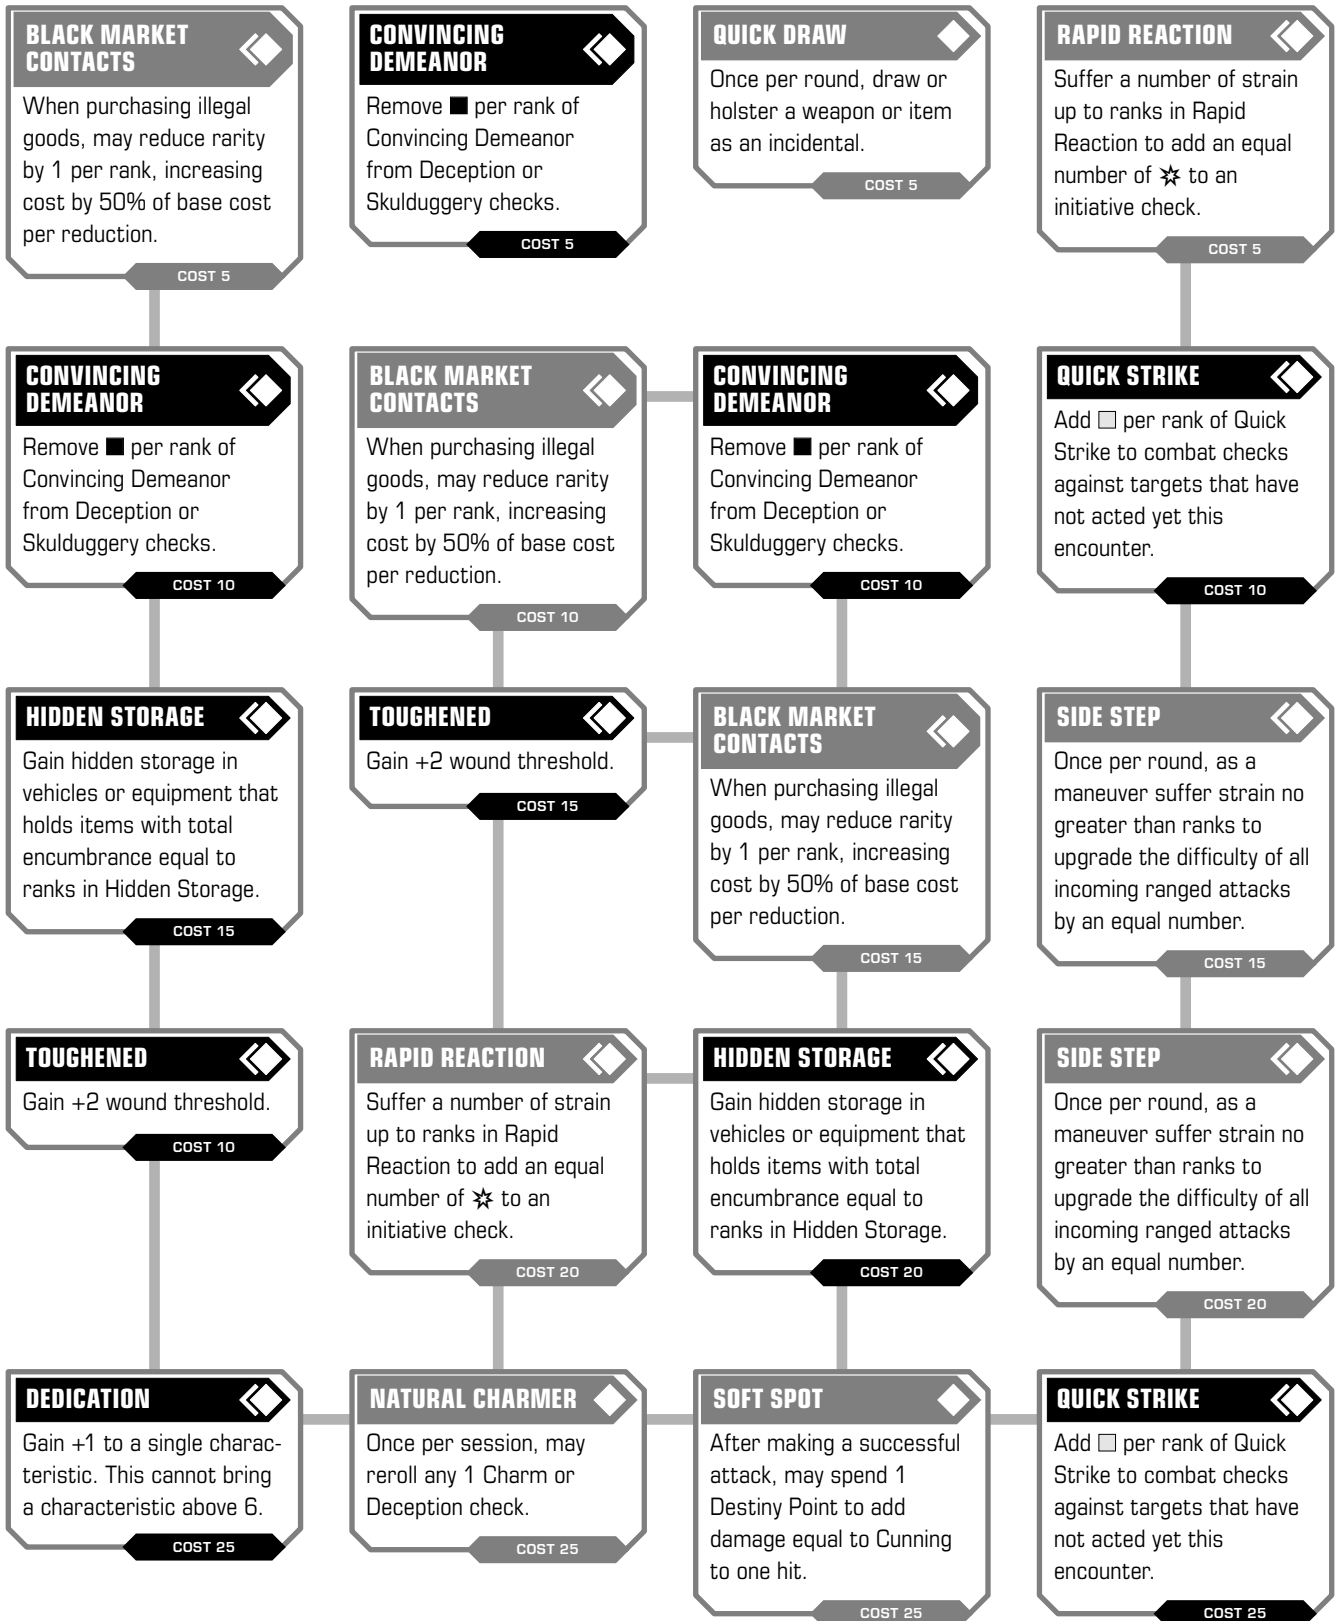 BLACK MARKET
CONTACTS
When purchasing illegal
goods, may reduce rarity
by 1 per rank, increasing
cost by 50% of base cost
per reduction.
COST 5
CONVINCING
DEMEANOR
Remove ■ per rank of
Convincing Demeanor
from Deception or
Skulduggery checks.
COST 5
QUICK DRAW
Once per round, draw or
holster a weapon or item
as an incidental.
COST 5
RAPID REACTION
Suffer a number of strain
up to ranks in Rapid
Reaction to add an equal
number of to an
initiative check.
COST 5
CONVINCING
DEMEANOR
Remove ■ per rank of
Convincing Demeanor
from Deception or
Skulduggery checks.
COST 10
BLACK MARKET
CONTACTS
When purchasing illegal
goods, may reduce rarity
by 1 per rank, increasing
cost by 50% of base cost
per reduction.
COST 10
CONVINCING
DEMEANOR
Remove ■ per rank of
Convincing Demeanor
from Deception or
Skulduggery checks.
COST 10
QUICK STRIKE
Add □ per rank of Quick
Strike to combat checks
against targets that have
not acted yet this
encounter.
COST 10
HIDDEN STORAGE
Gain hidden storage in
vehicles or equipment that
holds items with total
encumbrance equal to
ranks in Hidden Storage.
COST 15
TOUGHENED
Gain +2 wound threshold.
COST 15
BLACK MARKET
CONTACTS
When purchasing illegal
goods, may reduce rarity
by 1 per rank, increasing
cost by 50% of base cost
per reduction.
COST 15
SIDE STEP
Once per round, as a
maneuver suffer strain no
greater than ranks to
upgrade the difficulty of all
incoming ranged attacks
by an equal number.
COST 15
TOUGHENED
Gain +2 wound threshold.
COST 10
RAPID REACTION
Suffer a number of strain
up to ranks in Rapid
Reaction to add an equal
number of to an
initiative check.
COST 20
HIDDEN STORAGE
Gain hidden storage in
vehicles or equipment that
holds items with total
encumbrance equal to
ranks in Hidden Storage.
COST 20
SIDE STEP
Once per round, as a
maneuver suffer strain no
greater than ranks to
upgrade the difficulty of all
incoming ranged attacks
by an equal number.
COST 20
DEDICATION
Gain +1 to a single charac-
teristic. This cannot bring
a characteristic above 6.
COST 25
NATURAL CHARMER
Once per session, may
reroll any 1 Charm or
Deception check.
COST 25
SOFT SPOT
After making a successful
attack, may spend 1
Destiny Point to add
damage equal to Cunning
to one hit.
COST 25
QUICK STRIKE
Add □ per rank of Quick
Strike to combat checks
against targets that have
not acted yet this
encounter.
COST 25